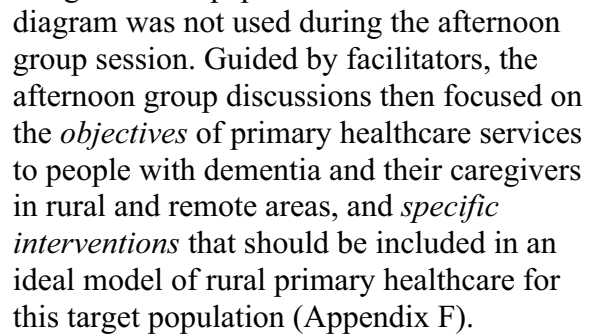 diagram was not used during the afternoon
group session. Guided by facilitators, the
afternoon group discussions then focused on
the objectives of primary healthcare services
to people with dementia and their caregivers
in rural and remote areas, and specific
interventions that should be included in an
ideal model of rural primary healthcare for
this target population (Appendix F).